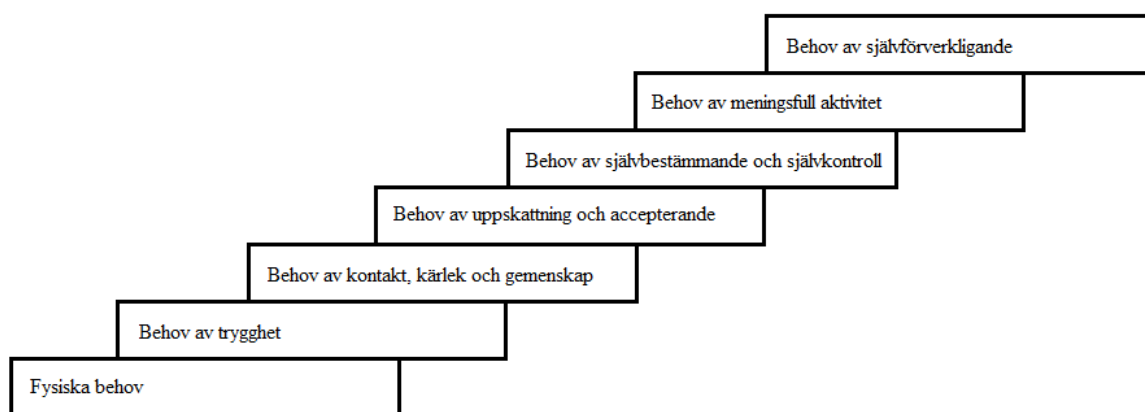 Behov av självförverkligande
Behov av meningsfull aktivitet
Behov av självbestämmande och självkontroll
Behov av uppskattning och accepterande
Behov av kontakt, kärlek och gemenskap
Behov av trygghet
Fysiska behov